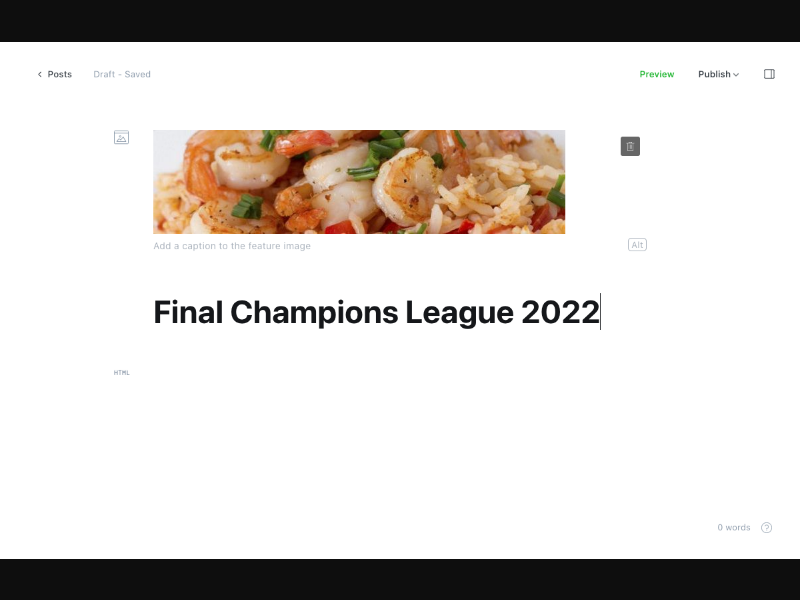 Posts
Draft - Saved
Preview
Publish
Add a caption to the feature image
Alt
Final Champions League 2022
HTML
0 words
?